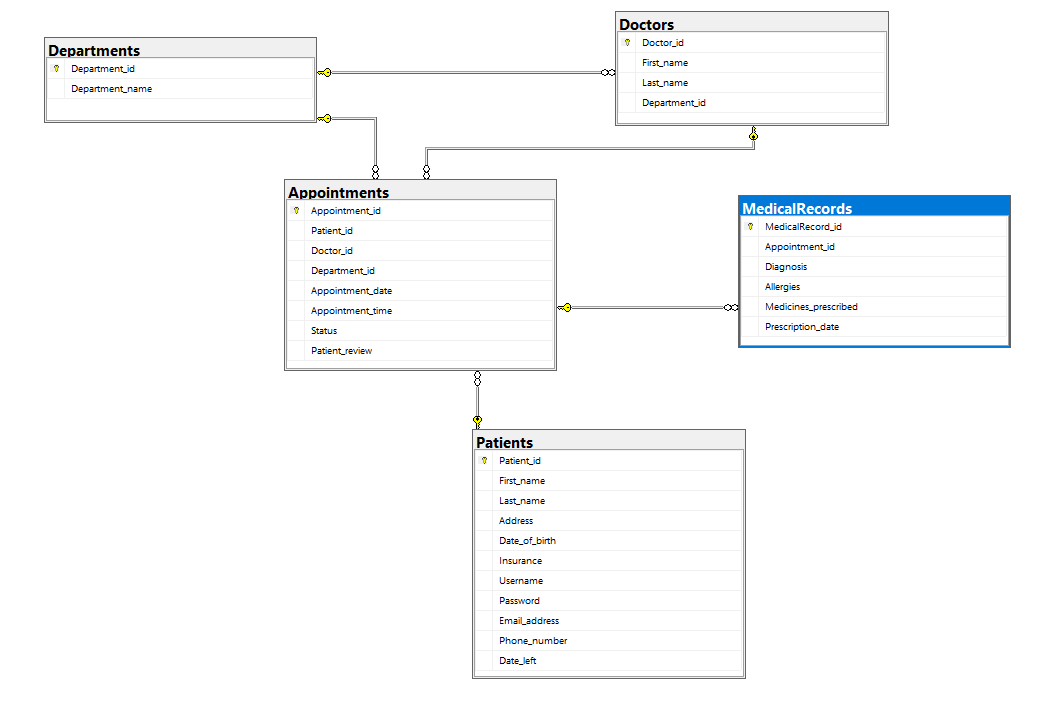 Departments
Department_id
Department_name
Doctors
Doctor_id
First_name
Last_name
Department_id
Appointments
Appointment_id
Patient_id
Doctor_id
Department_id
Appointment_date
Appointment_time
Status
Patient_review
MedicalRecords
MedicalRecord_id
Appointment_id
Diagnosis
Allergies
Medicines_prescribed
Prescription_date
Patients
Patient_id
First_name
Last_name
Address
Date_of_birth
Insurance
Username
Password
Email_address
Phone_number
Date_left